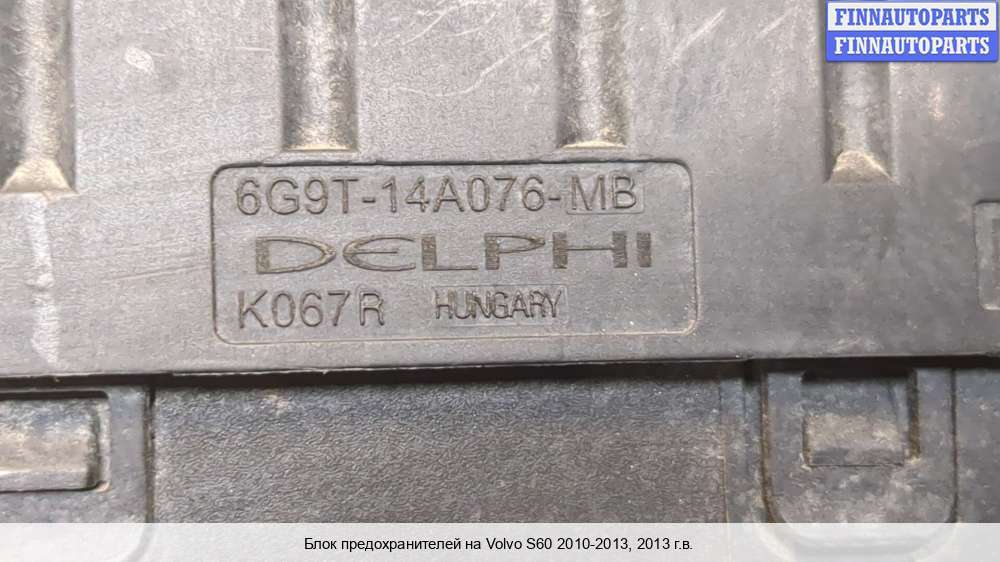 FINNAUTOPARTS
FINNAUTOPARTS
6G9T-14A076-MB
DELPHI
K067R HUNGARY
Блок предохранителей на Volvo S60 2010-2013, 2013 г.в.